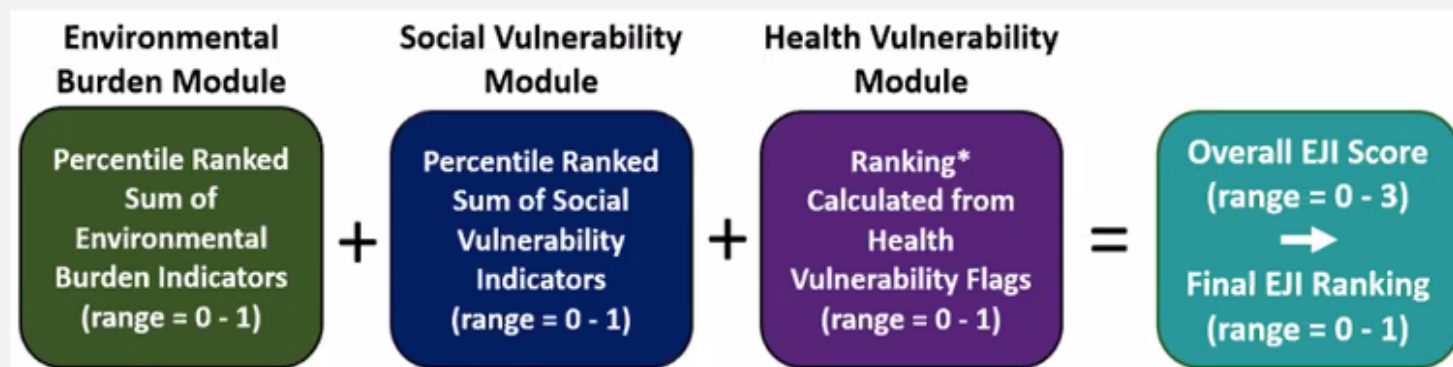 Environmental
Burden Module
Percentile Ranked
Sum of
Environmental
Burden Indicators
(range = 0 - 1)
+
Social Vulnerability
Module
Percentile Ranked
Sum of Social
Vulnerability
Indicators
(range = 0 - 1)
+
Health Vulnerability
Module
Ranking*
Calculated from
Health
Vulnerability Flags
(range = 0 - 1)
=
Overall EJI Score
(range = 0 - 3)
Final EJI Ranking
(range = 0 - 1)